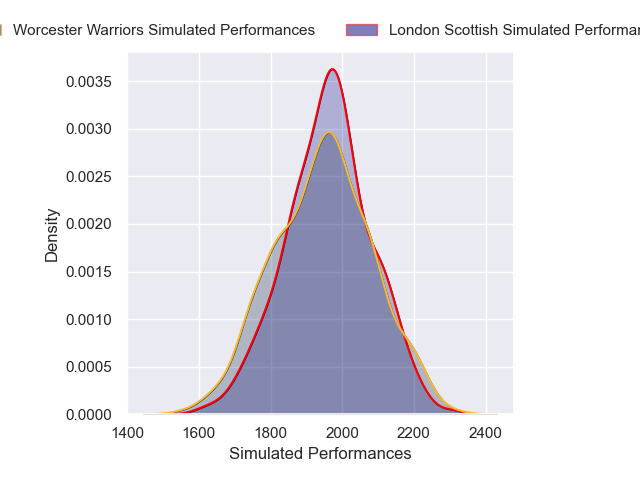 Worcester Warriors Simulated Performances
London Scottish Simulated
0.0035
0.0030
0.0025
0.0020
0.0015
0.0010
0.0005
0.0000
Density
1400 1600 1800 2000 2200 2400
Simulated Performances